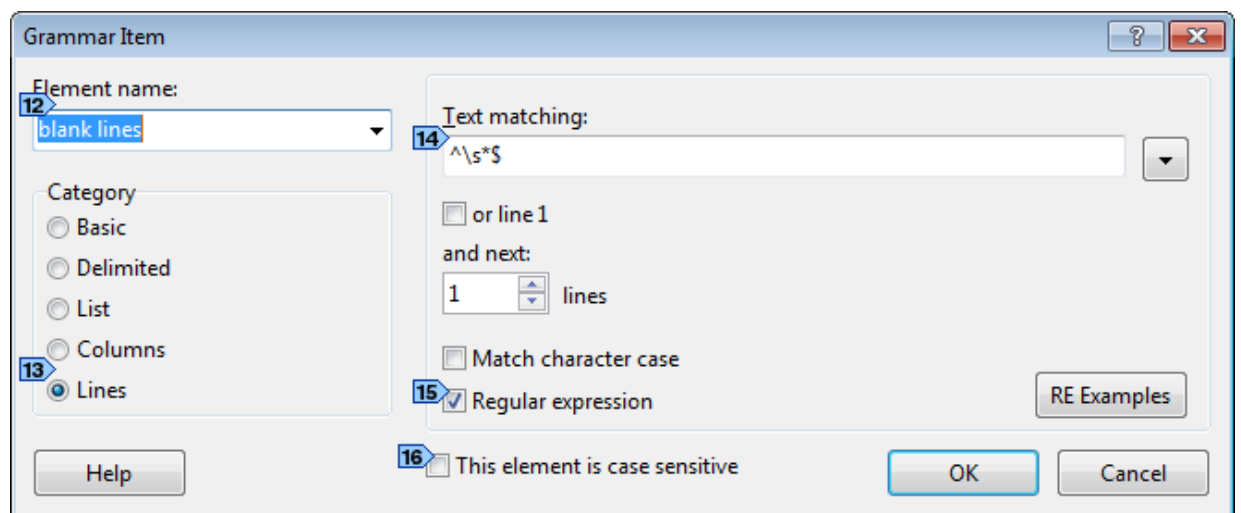 Grammar Item
Element name:
12
blank lines
Category
Basic
Delimited
List
Columns
13
Lines
Text matching:
14
^\s*$
or line 1
and next:
1 lines
Match character case
15
Regular expression
RE Examples
16
This element is case sensitive
Help
OK
Cancel